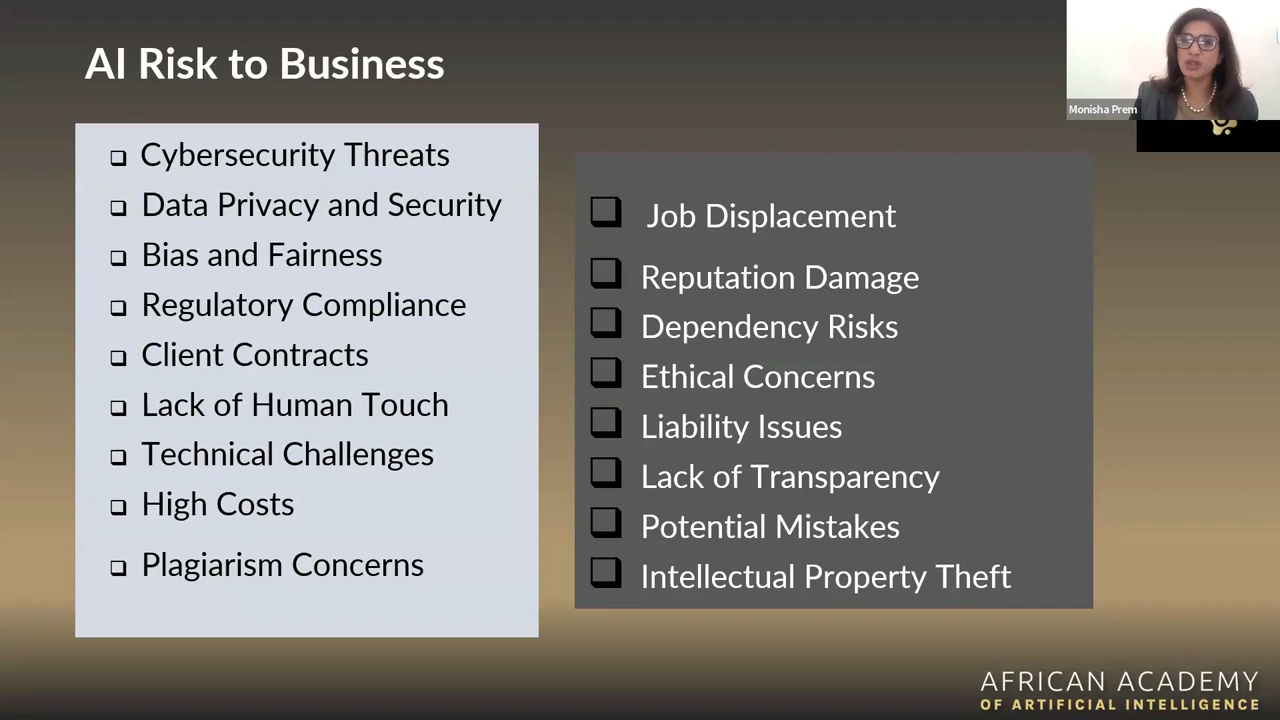 AI Risk to Business
Monisha Prem
Cybersecurity Threats
Data Privacy and Security
Bias and Fairness
Regulatory Compliance
Client Contracts
Lack of Human Touch
Technical Challenges
High Costs
Plagiarism Concerns
Job Displacement
Reputation Damage
Dependency Risks
Ethical Concerns
Liability Issues
Lack of Transparency
Potential Mistakes
Intellectual Property Theft
AFRICAN ACADEMY
OF ARTIFICIAL INTELLIGENCE